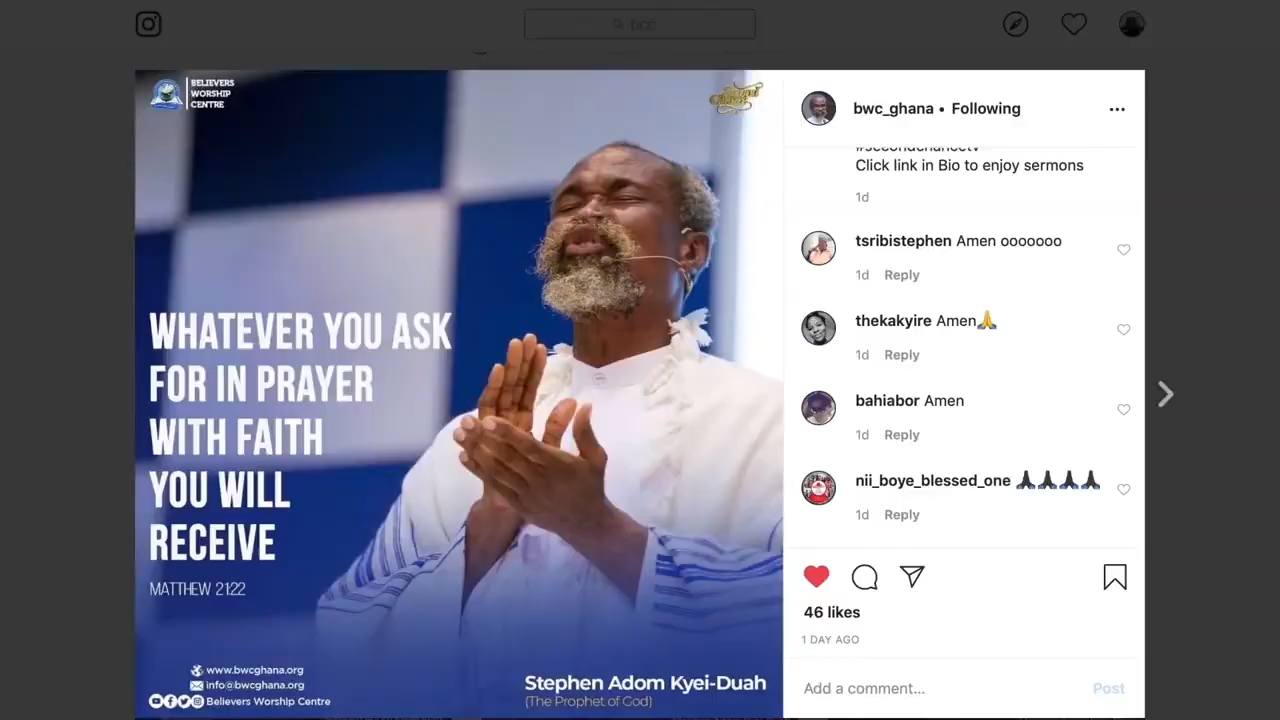 BELIEVERS
WORSHIP
CENTRE
WHATEVER YOU ASK
FOR IN PRAYER
WITH FAITH
YOU WILL
RECEIVE
MATTHEW 21:22
www.bwcghana.org
info@bwcghana.org
Believers Worship Centre
Stephen Adom Kyei-Duah
(The Prophet of God)
bwc_ghana • Following
#secondchancetv
Click link in Bio to enjoy sermons
1d
tsribistephen Amen ooooooo
1d Reply
thekakyire Amen🙏
1d Reply
bahiabor Amen
1d Reply
nii_boye_blessed_one 🙏🏿🙏🏿🙏🏿🙏🏿
1d Reply
46 likes
1 DAY AGO
Add a comment...
Post